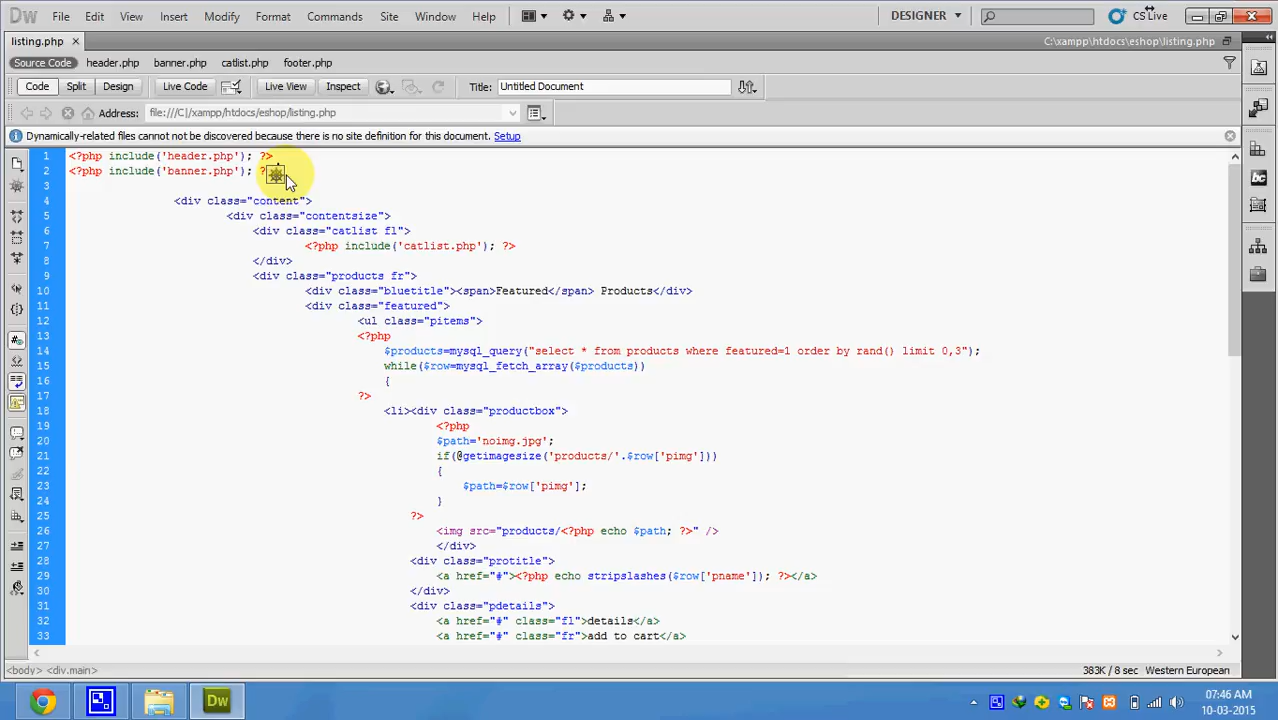 Dw File Edit View Insert Modify Format Commands Site Window Help DESIGNER CS Live
listing.php C:\xampp\htdocs\eshop\listing.php
Source Code header.php banner.php catlist.php footer.php
Code Split Design Live Code Live View Inspect Title: Untitled Document
Address: file:///C|/xampp/htdocs/eshop/listing.php
Dynamically-related files cannot not be discovered because there is no site definition for this document. Setup
1 <?php include('header.php'); ?>
2 <?php include('banner.php'); ?
3
4 <div class="content">
5 <div class="contentsize">
6 <div class="catlist fl">
7 <?php include('catlist.php'); ?>
8 </div>
9 <div class="products fr">
10 <div class="bluetitle"><span>Featured</span> Products</div>
11 <div class="featured">
12 <ul class="pitems">
13 <?php
14 $products=mysql_query("select * from products where featured=1 order by rand() limit 0,3");
15 while($row=mysql_fetch_array($products))
16 {
17 ?>
18 <li><div class="productbox">
19 <?php
20 $path='noimg.jpg';
21 if(@getimagesize('products/'.$row['pimg']))
22 {
23 $path=$row['pimg'];
24 }
25 ?>
26 <img src="products/<?php echo $path; ?>" />
27 </div>
28 <div class="protitle">
29 <a href="#"><?php echo stripslashes($row['pname']); ?></a>
30 </div>
31 <div class="pdetails">
32 <a href="#" class="fl">details</a>
33 <a href="#" class="fr">add to cart</a>
<body> <div.main> 383K / 8 sec Western European
Dw 07:46 AM
10-03-2015